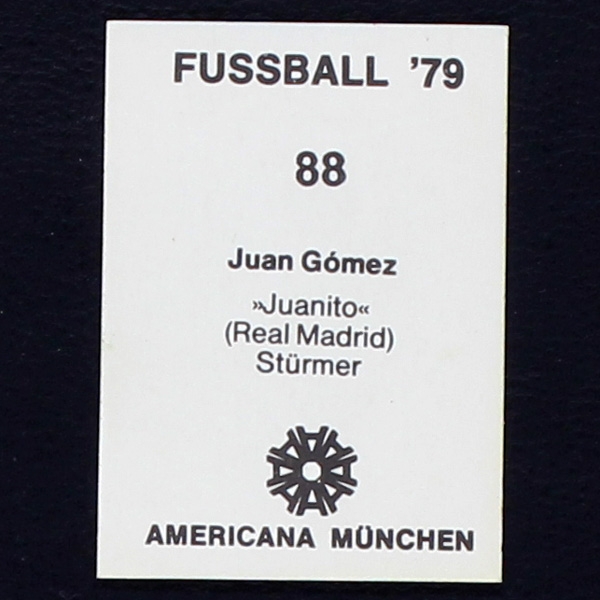 FUSSBALL ’79
88
Juan Gómez
»Juanito«
(Real Madrid)
Stürmer
AMERICANA MÜNCHEN